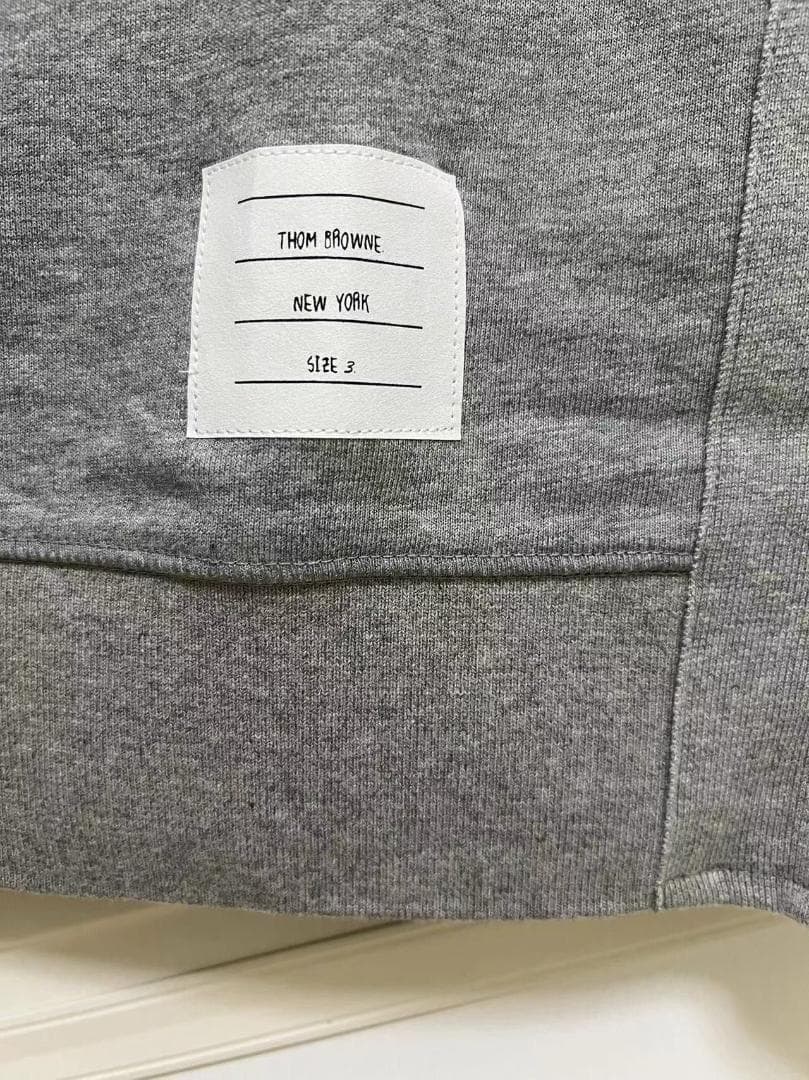 THOM BROWNE.
NEW YORK
SIZE 3.